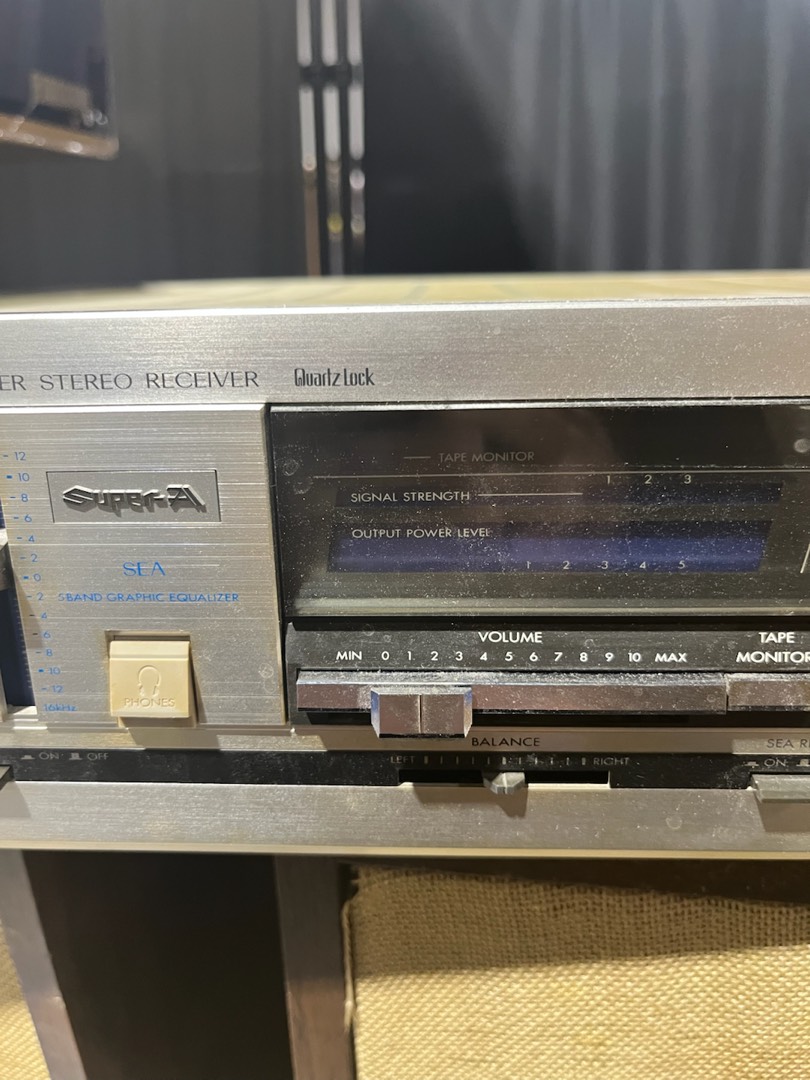 ER STEREO RECEIVER Quartz Lock
Super-A
SEA
5BAND GRAPHIC EQUALIZER
-12
-10
-8
-6
-4
-2
-0
-2
-4
-6
-8
-10
-12
16kHz
PHONES
ON OFF
TAPE MONITOR
1 2 3
SIGNAL STRENGTH
OUTPUT POWER LEVEL
1 2 3 4 5
VOLUME
MIN 0 1 2 3 4 5 6 7 8 9 10 MAX
TAPE
MONITOR
BALANCE
LEFT RIGHT
SEA R
ON